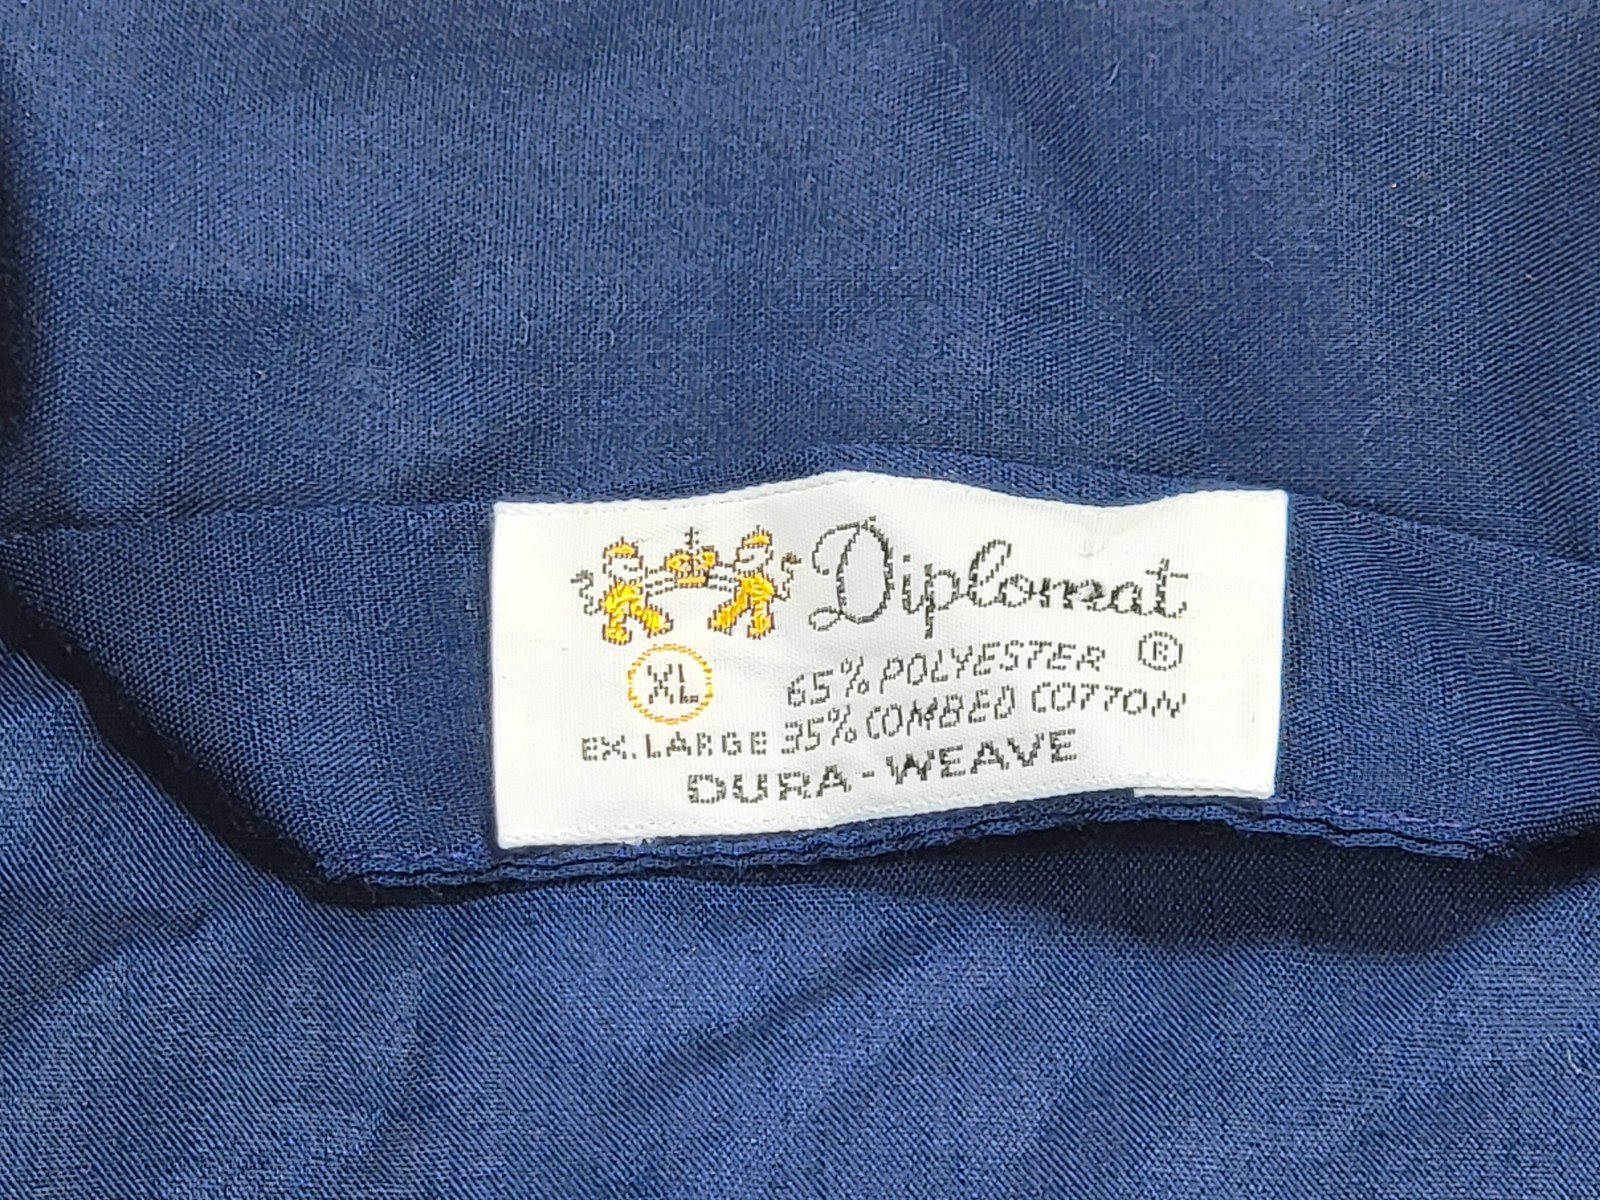 Diplomat
®
XL
65% POLYESTER
EX. LARGE 35% COMBED COTTON
DURA-WEAVE